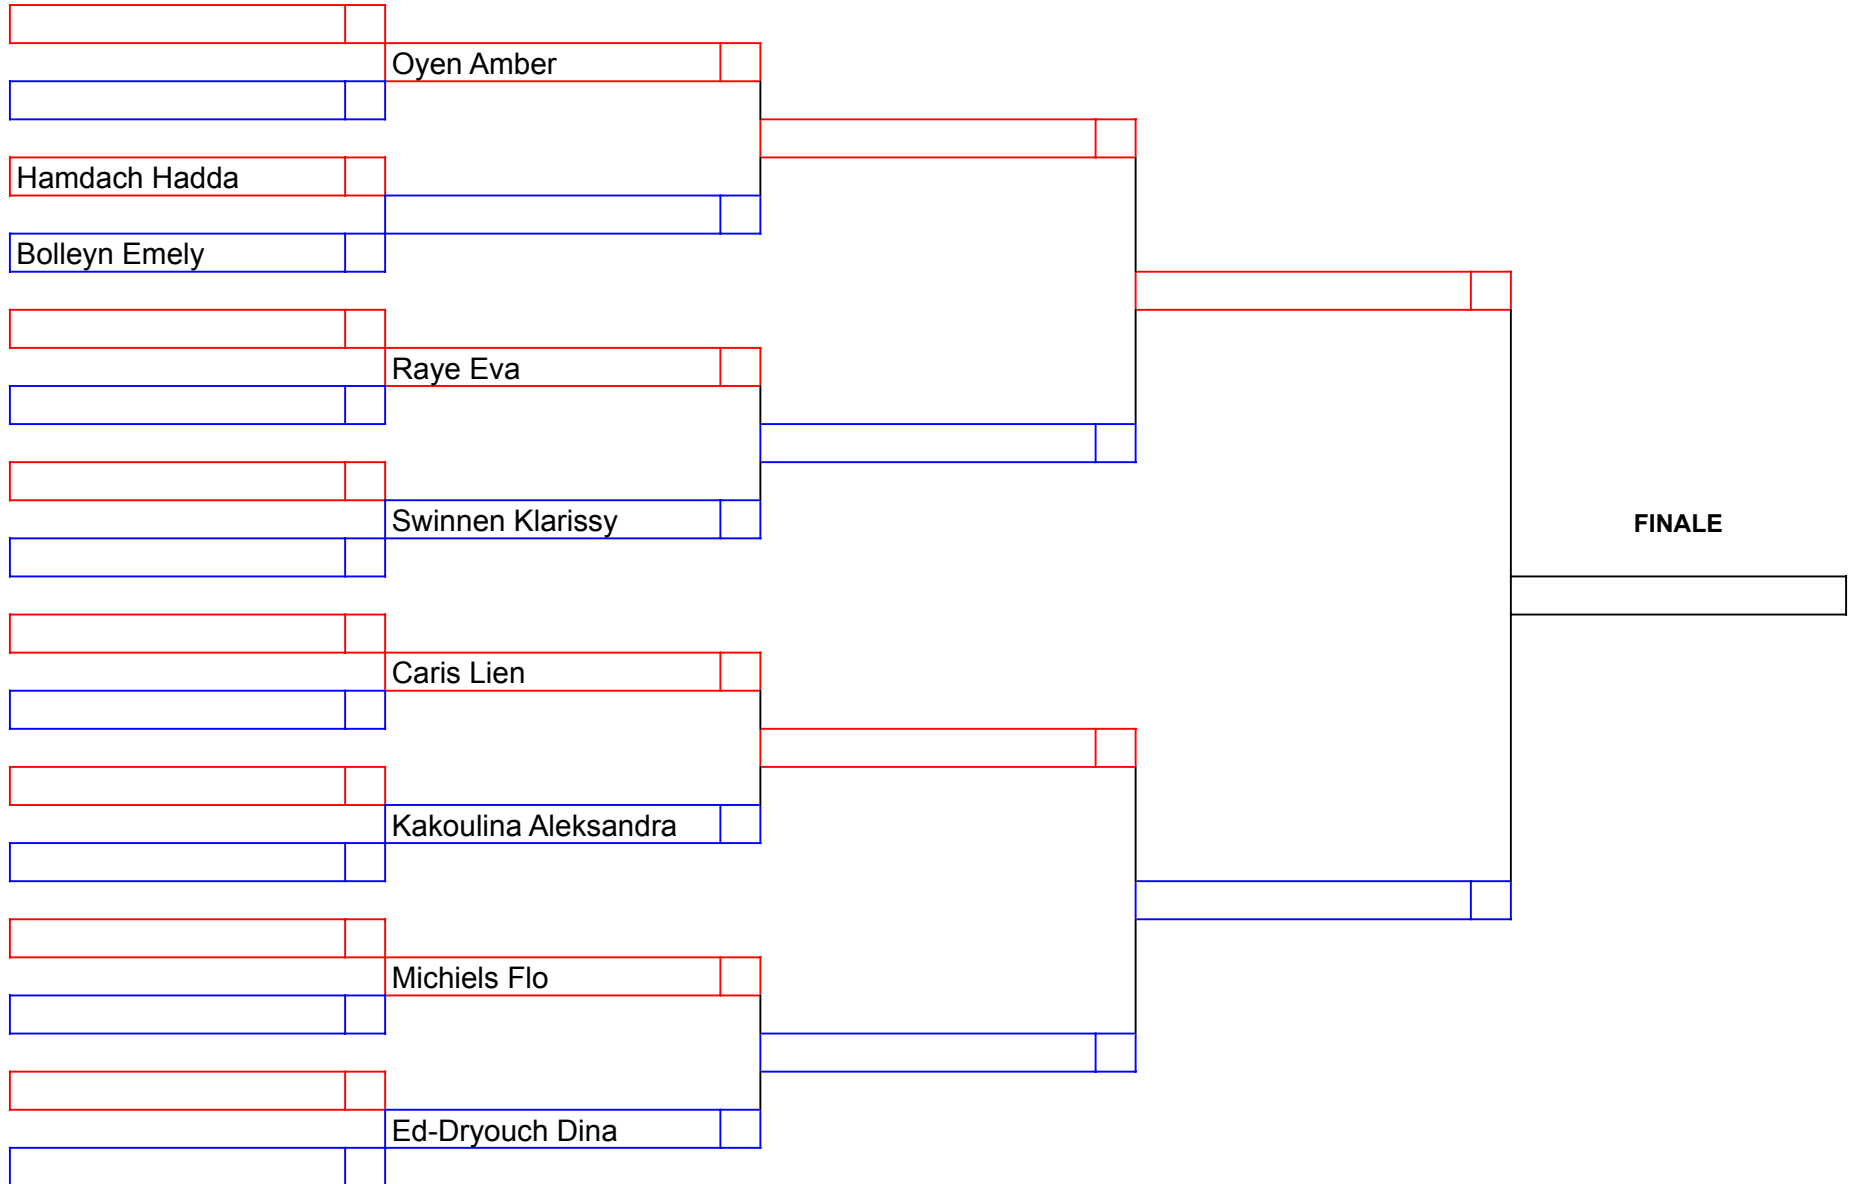 Oyen Amber
Hamdach Hadda
Bolleyn Emely
Raye Eva
Swinnen Klarissy
FINALE
Caris Lien
Kakoulina Aleksandra
Michiels Flo
Ed-Dryouch Dina